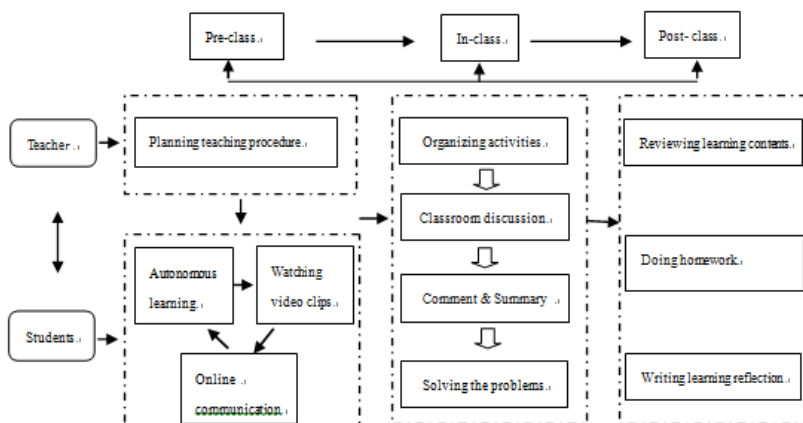 Pre-class.
In-class.
Post- class.
Teacher .
Planning teaching procedure.
Organizing activities
Reviewing learning contents.
Classroom discussion.
Autonomous
learning.
Watching
video clips.
Doing homework.
Comment & Summary
Students.
Online
communication.
Solving the problems.
Writing learning reflection.